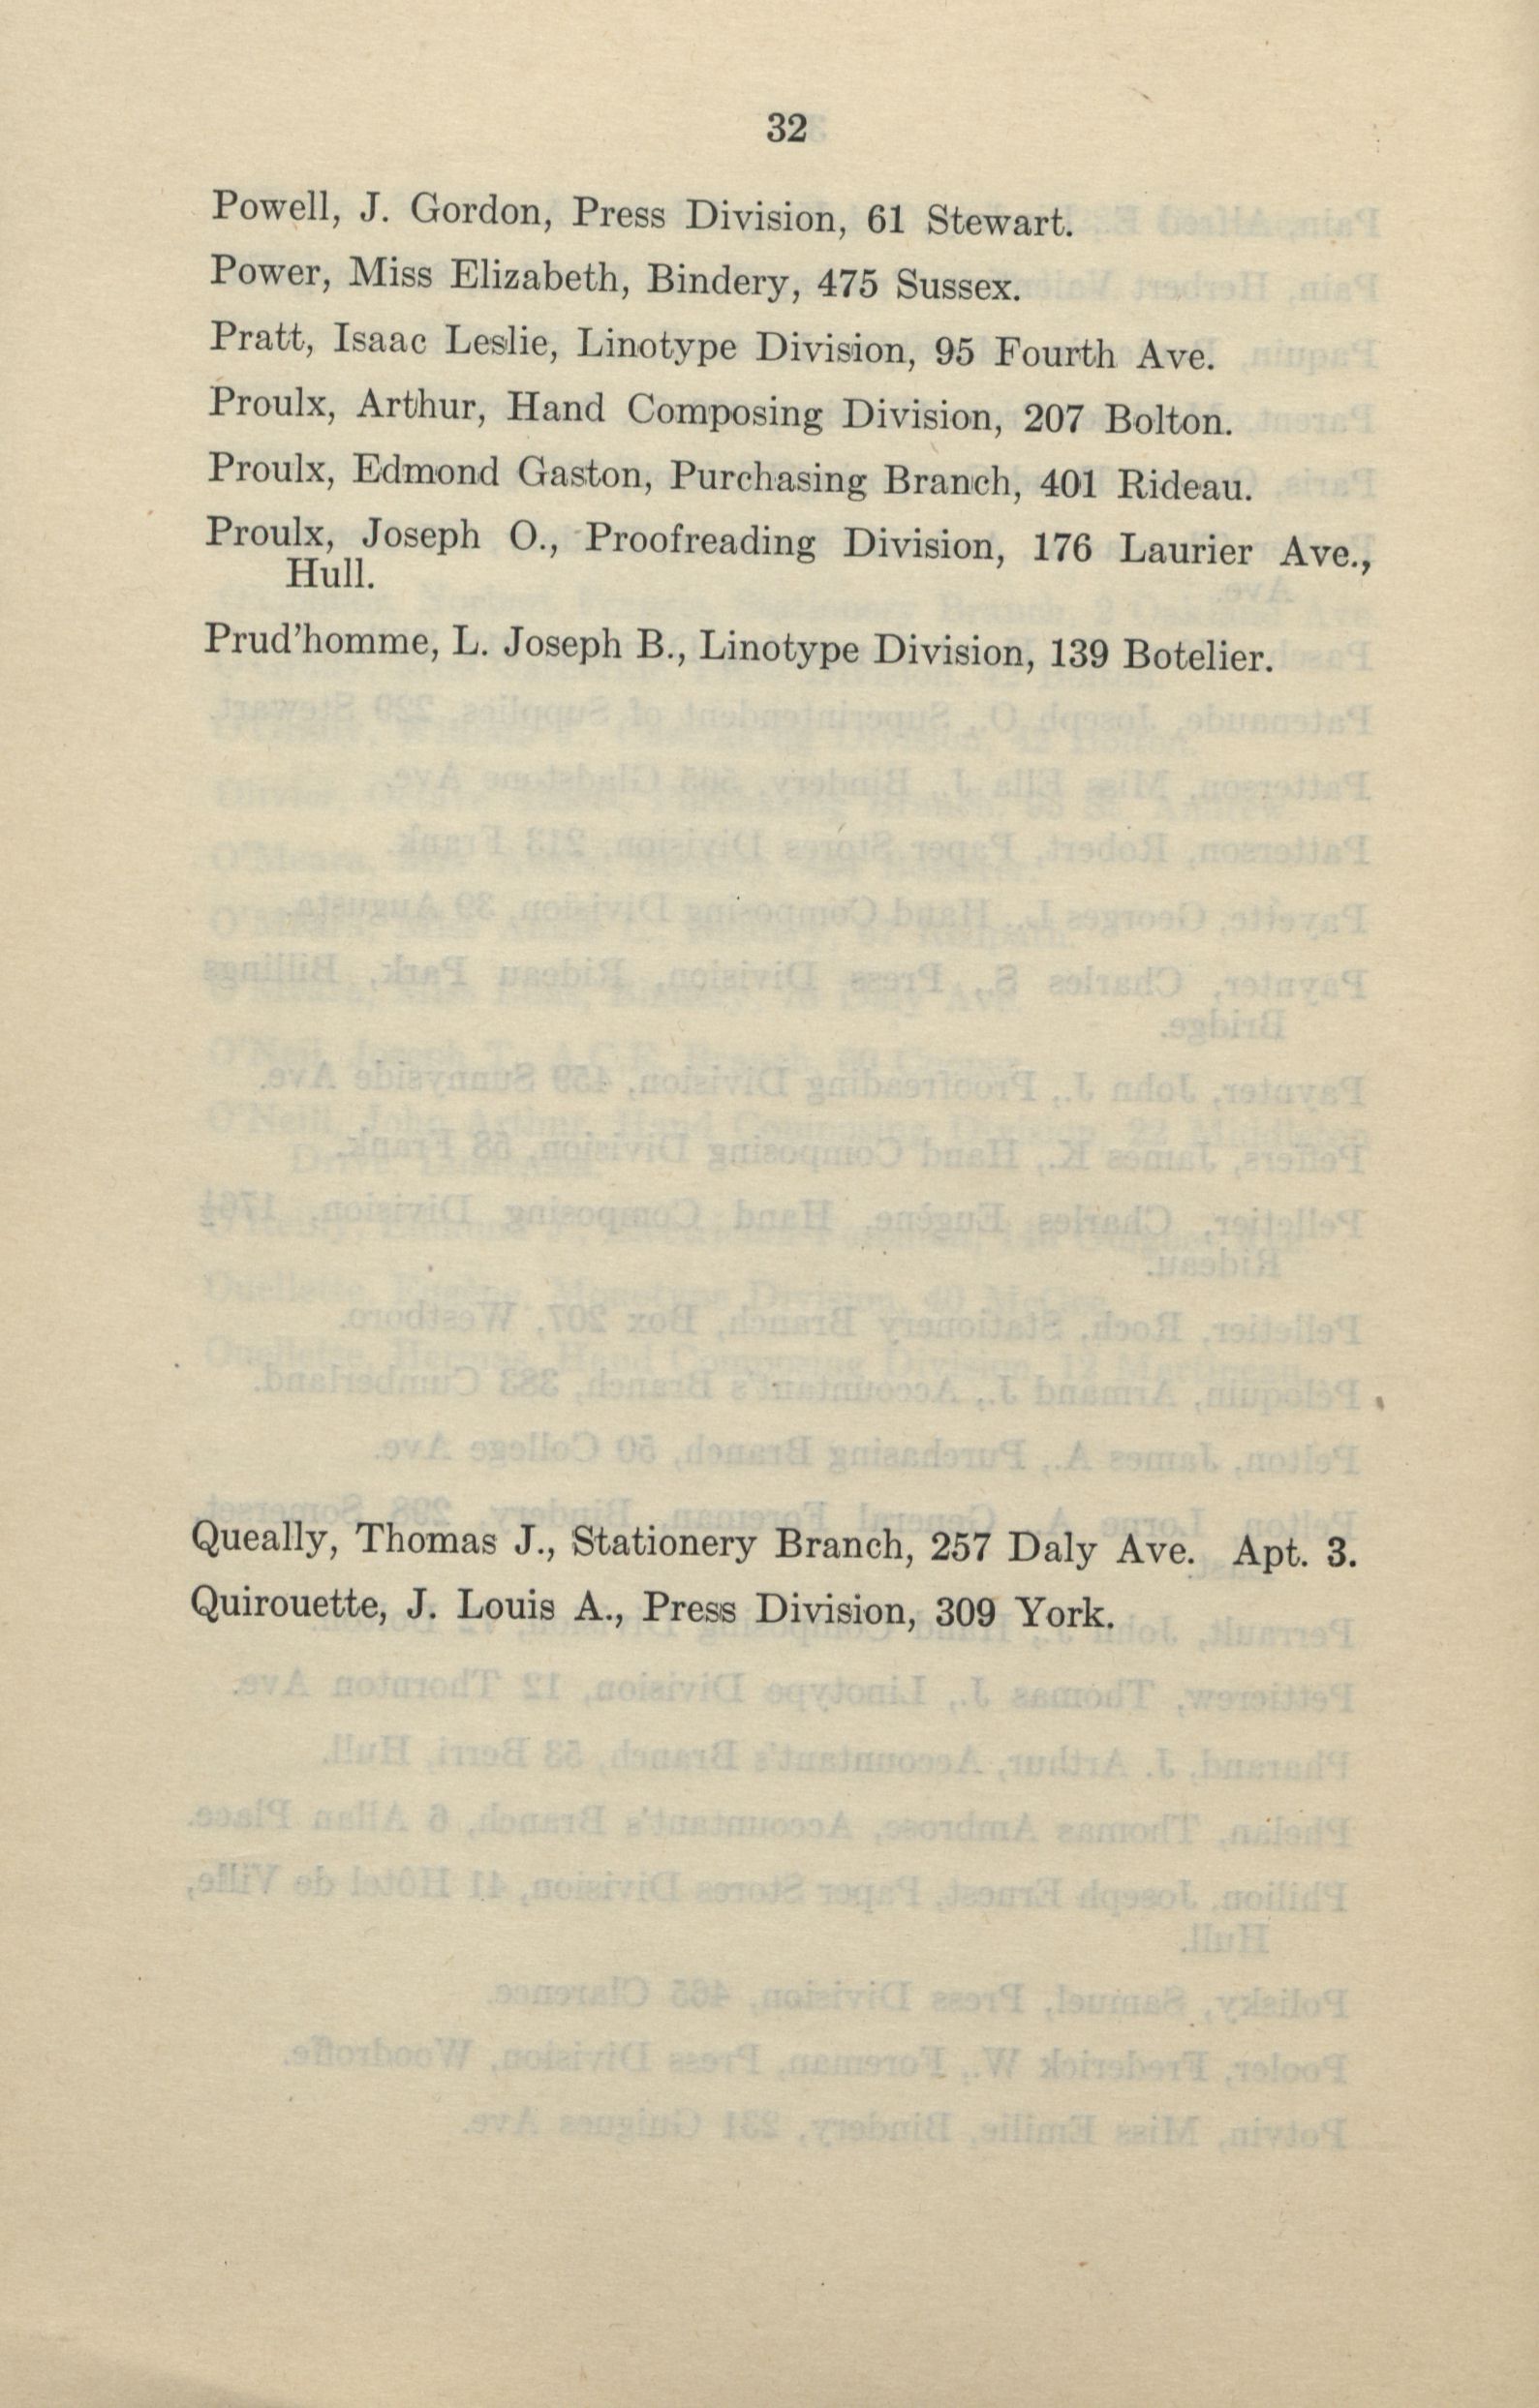 32
Powell, J. Gordon, Press Division, 61 Stewart.
Power, Miss Elizabeth, Bindery, 475 Sussex.
Pratt, Isaac Leslie, Linotype Division, 95 Fourth Ave.
Proulx, Arthur, Hand Composing Division, 207 Bolton.
Proulx, Edmond Gaston, Purchasing Branch, 401 Rideau.
Proulx, Joseph O., Proofreading Division, 176 Laurier Ave.,
Hull.
Prud'homme, L. Joseph B., Linotype Division, 139 Botelier.
Queally, Thomas J., Stationery Branch, 257 Daly Ave. Apt. 3.
Quirouette, J. Louis A., Press Division, 309 York.